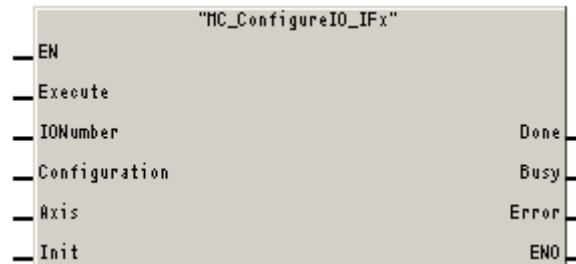 "MC_ConfigureIO_IFx"
EN
Execute
IONumber Done
Configuration Busy
Axis Error
Init ENO